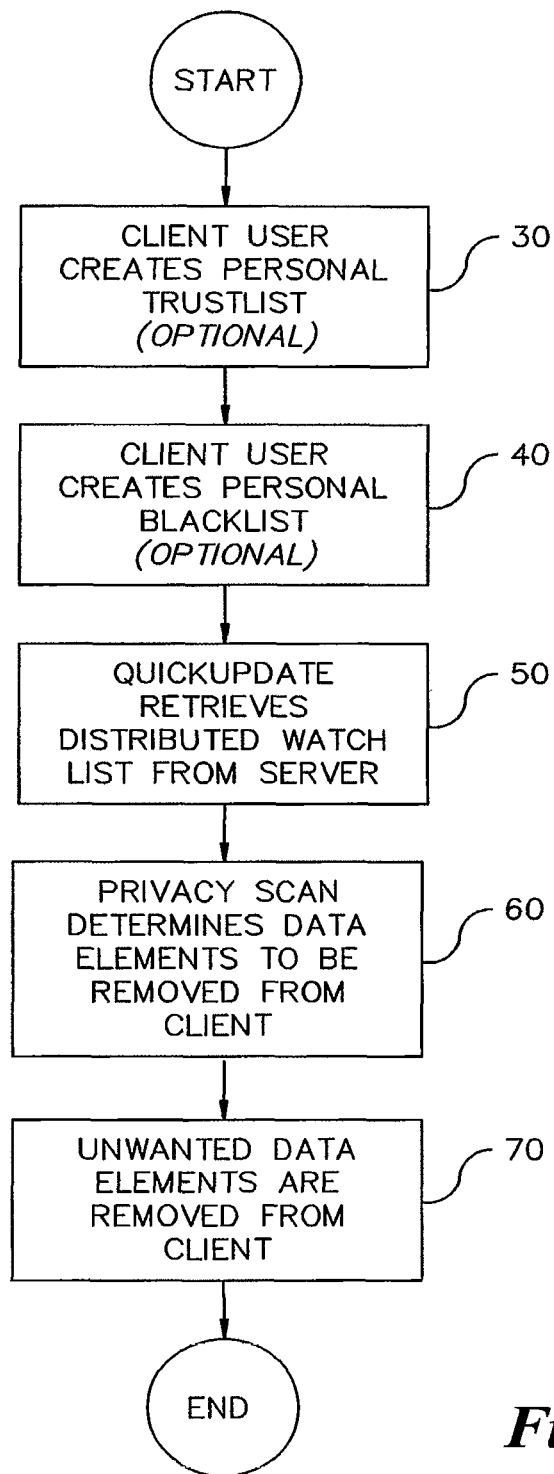 START
CLIENT USER
CREATES PERSONAL
TRUSTLIST
(OPTIONAL)
30
CLIENT USER
CREATES PERSONAL
BLACKLIST
(OPTIONAL)
40
QUICKUPDATE
RETRIEVES
DISTRIBUTED WATCH
LIST FROM SERVER
50
PRIVACY SCAN
DETERMINES DATA
ELEMENTS TO BE
REMOVED FROM
CLIENT
60
UNWANTED DATA
ELEMENTS ARE
REMOVED FROM
CLIENT
70
END